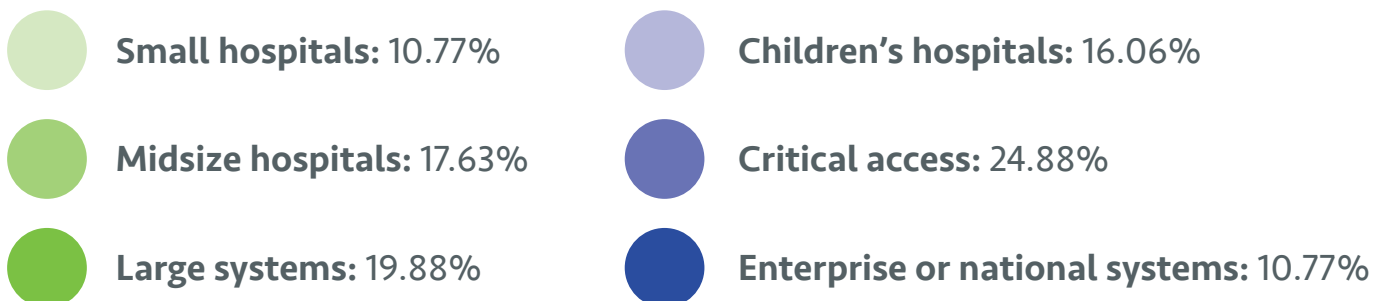 Small hospitals: 10.77%
Children’s hospitals: 16.06%
Midsize hospitals: 17.63%
Critical access: 24.88%
Large systems: 19.88%
Enterprise or national systems: 10.77%